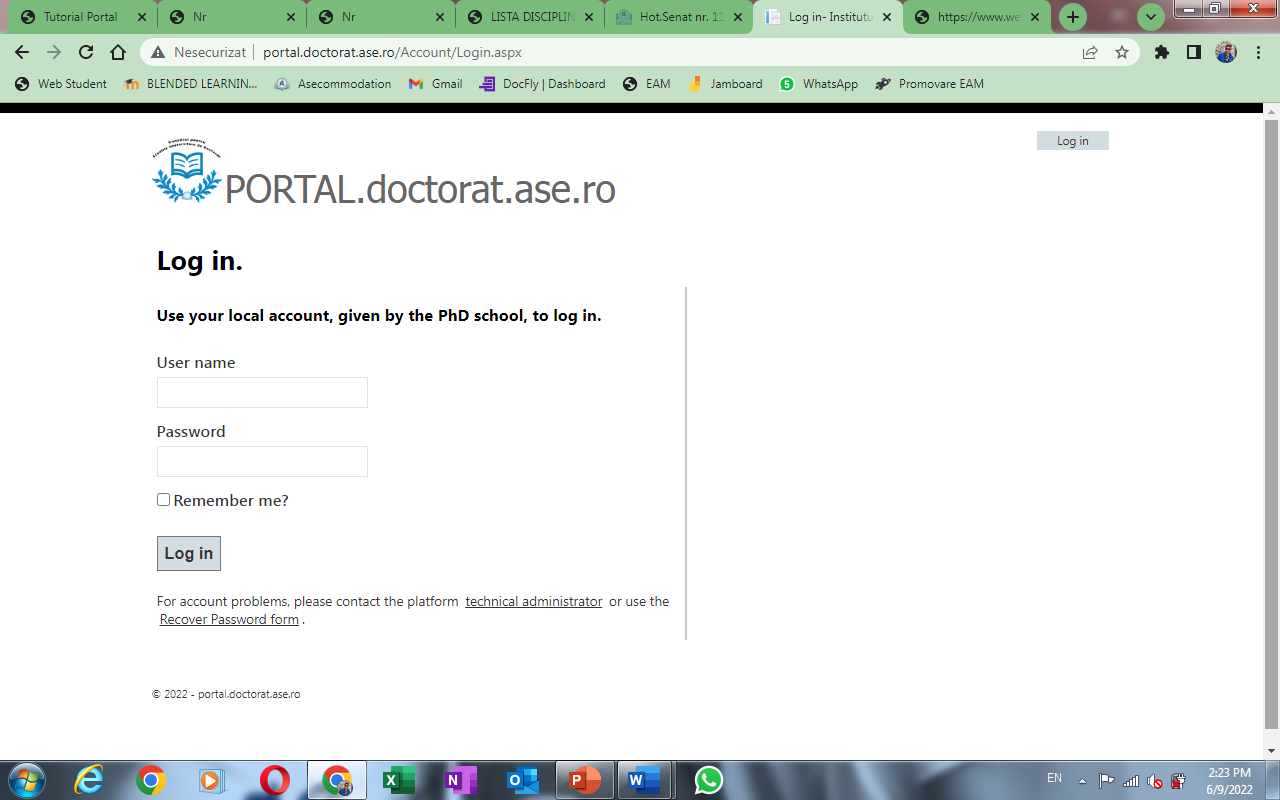 Tutorial Portal
Nr
Nr
LISTA DISCIPLIN
Hot.Senat nr. 11
Log in- Institutu
https://www.we
Nesecurizat
portal.doctorat.ase.ro/Account/Login.aspx
Web Student
BLENDED LEARNIN...
Asecommodation
Gmail
DocFly | Dashboard
EAM
Jamboard
WhatsApp
Promovare EAM
Log in
PORTAL.doctorat.ase.ro
Log in.
Use your local account, given by the PhD school, to log in.
User name
Password
Remember me?
Log in
For account problems, please contact the platform technical administrator or use the
Recover Password form .
© 2022 - portal.doctorat.ase.ro
EN
2:23 PM
6/9/2022